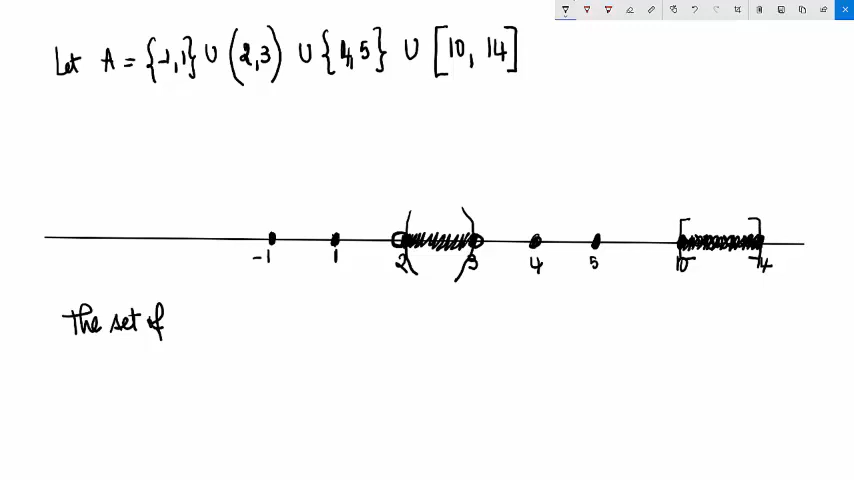 Let A = {-1,1} ∪ (2,3) ∪ {4,5} ∪ [10, 14]
-1 1 2 3 4 5 10 14
The set of